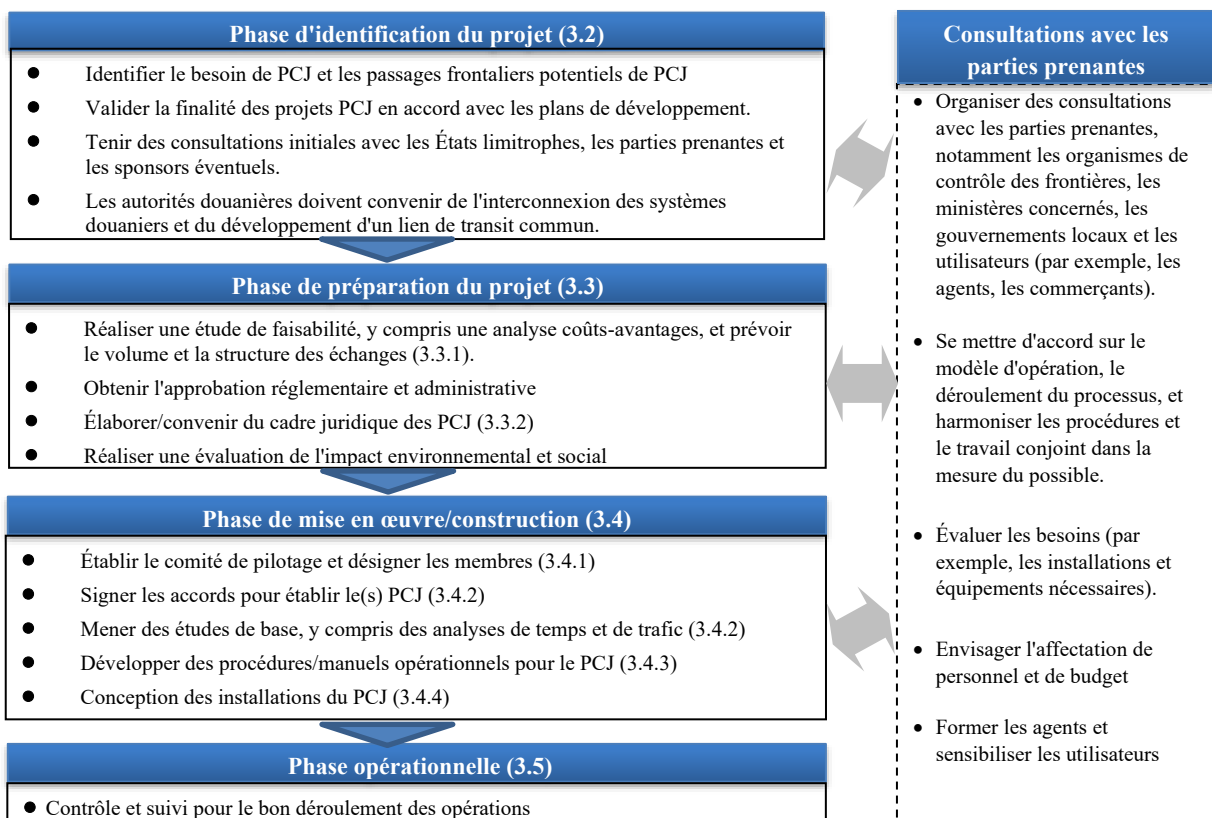 Phase d'identification du projet (3.2)
● Identifier le besoin de PCJ et les passages frontaliers potentiels de PCJ
● Valider la finalité des projets PCJ en accord avec les plans de développement.
● Tenir des consultations initiales avec les États limitrophes, les parties prenantes et
les sponsors éventuels.
● Les autorités douanières doivent convenir de l'interconnexion des systèmes
douaniers et du développement d'un lien de transit commun.
Phase de préparation du projet (3.3)
● Réaliser une étude de faisabilité, y compris une analyse coûts-avantages, et prévoir
le volume et la structure des échanges (3.3.1).
● Obtenir l'approbation réglementaire et administrative
● Élaborer/convenir du cadre juridique des PCJ (3.3.2)
● Réaliser une évaluation de l'impact environnemental et social
Phase de mise en œuvre/construction (3.4)
● Établir le comité de pilotage et désigner les membres (3.4.1)
● Signer les accords pour établir le(s) PCJ (3.4.2)
● Mener des études de base, y compris des analyses de temps et de trafic (3.4.2)
● Développer des procédures/manuels opérationnels pour le PCJ (3.4.3)
● Conception des installations du PCJ (3.4.4)
Phase opérationnelle (3.5)
● Contrôle et suivi pour le bon déroulement des opérations
Consultations avec les
parties prenantes
• Organiser des consultations
avec les parties prenantes,
notamment les organismes de
contrôle des frontières, les
ministères concernés, les
gouvernements locaux et les
utilisateurs (par exemple, les
agents, les commerçants).
• Se mettre d'accord sur le
modèle d'opération, le
déroulement du processus, et
harmoniser les procédures et
le travail conjoint dans la
mesure du possible.
• Évaluer les besoins (par
exemple, les installations et
équipements nécessaires).
• Envisager l'affectation de
personnel et de budget
• Former les agents et
sensibiliser les utilisateurs